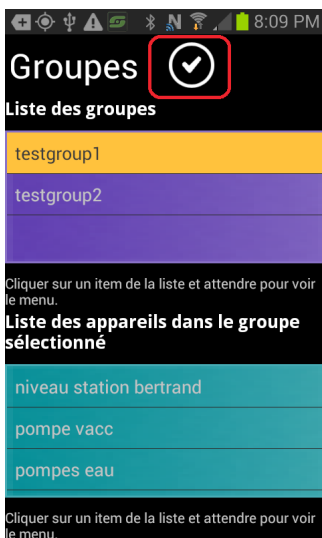 8:09 PM
Groupes
Liste des groupes
testgroup1
testgroup2
Cliquer sur un item de la liste et attendre pour voir
le menu.
Liste des appareils dans le groupe
sélectionné
niveau station bertrand
pompe vacc
pompes eau
Cliquer sur un item de la liste et attendre pour voir
le menu.